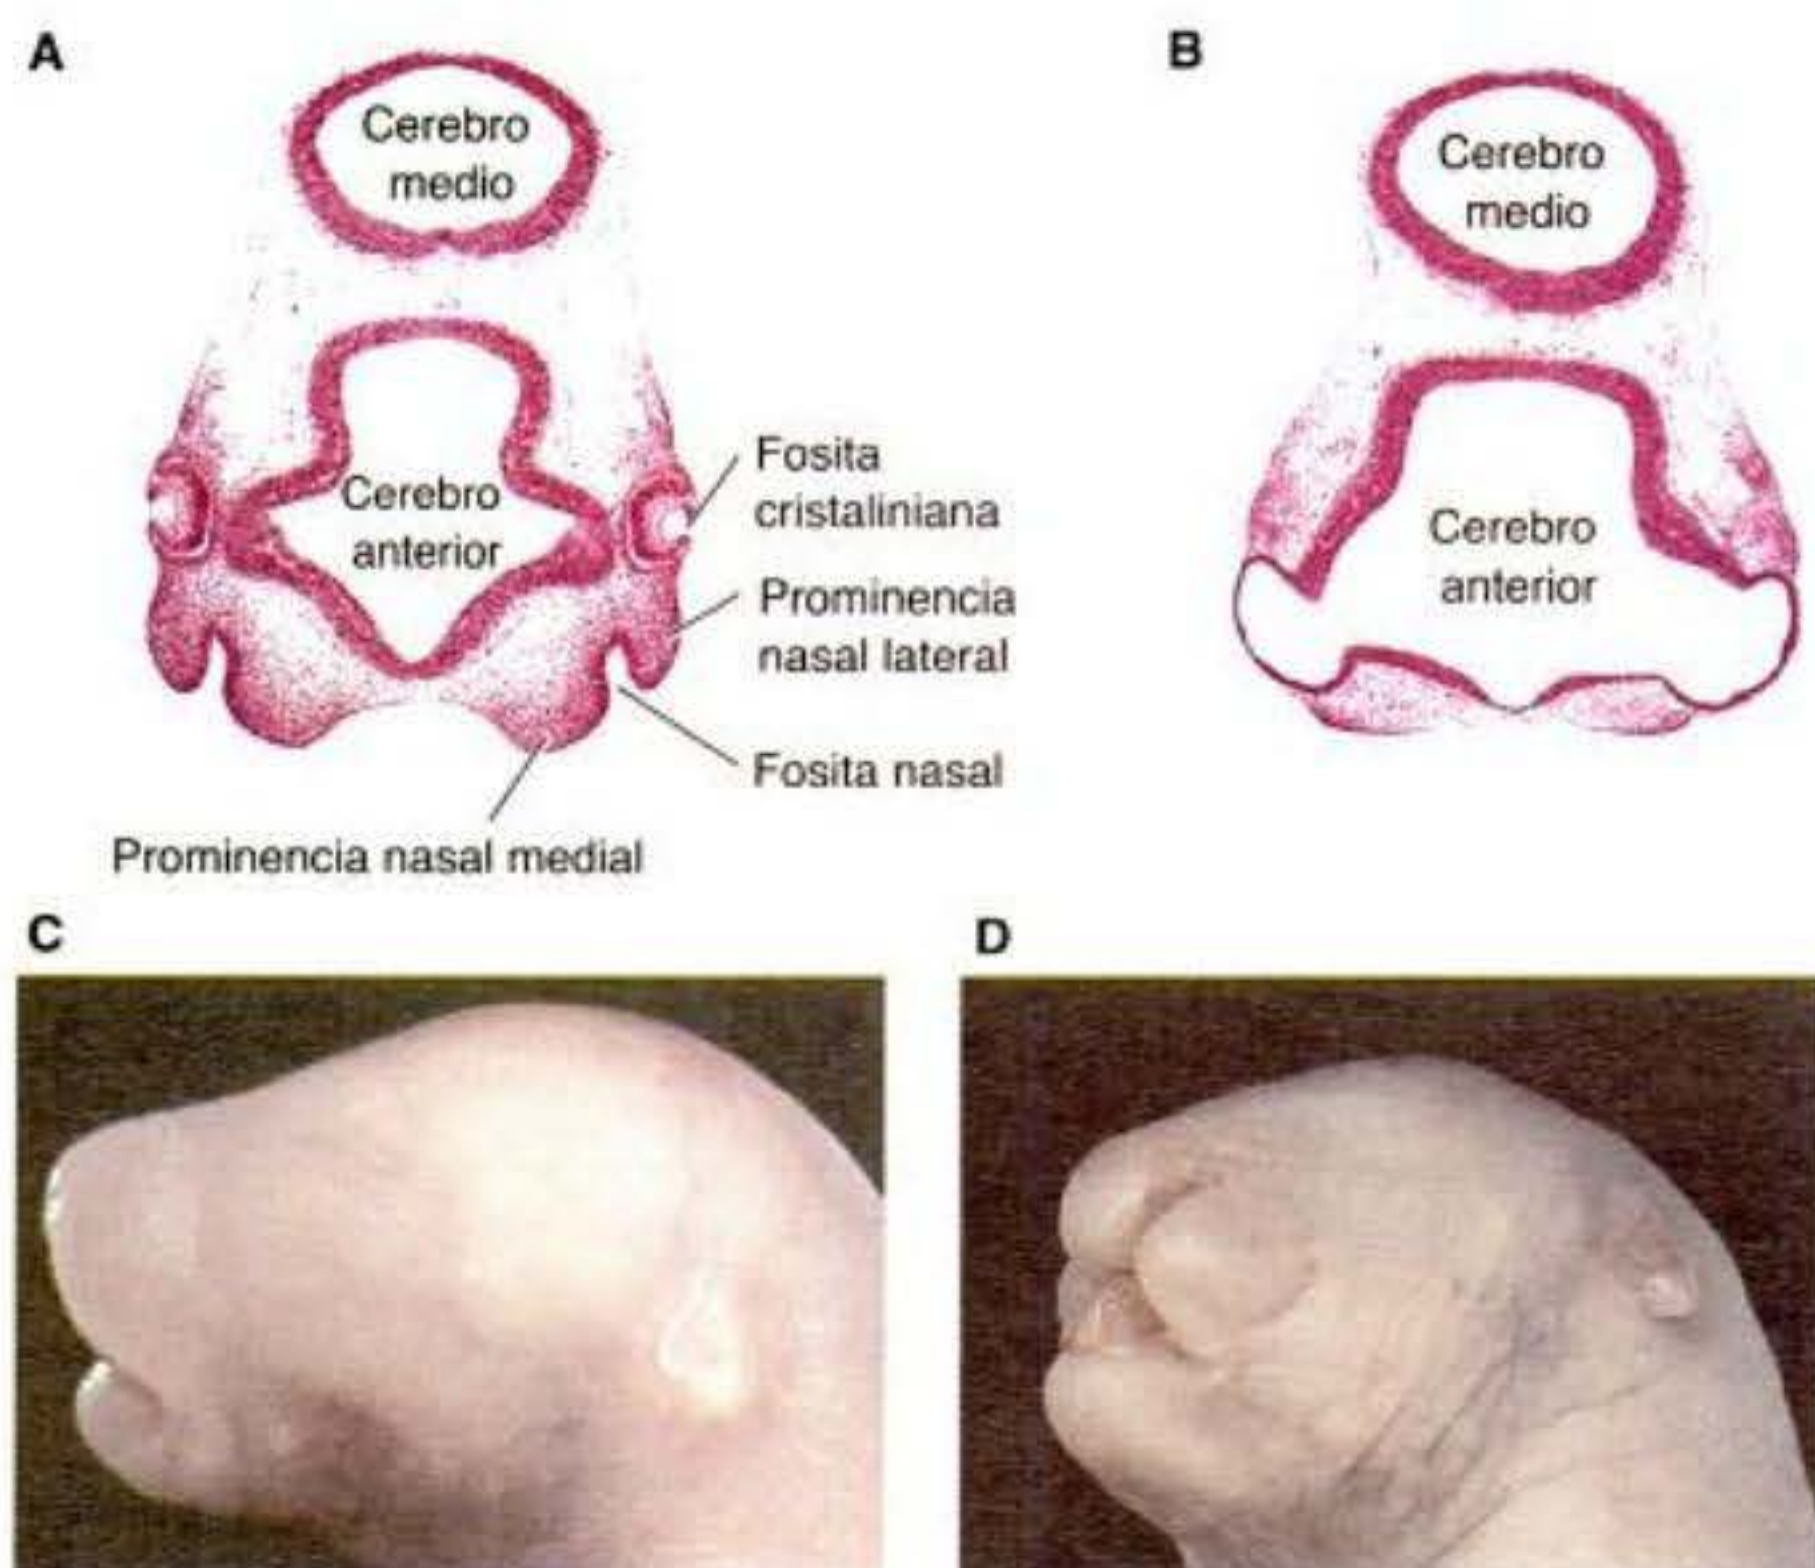 A
B
Cerebro
medio
Cerebro
medio
Cerebro
anterior
Fosita
cristaliniana
Cerebro
anterior
Prominencia
nasal lateral
Fosita nasal
Prominencia nasal medial
C
D